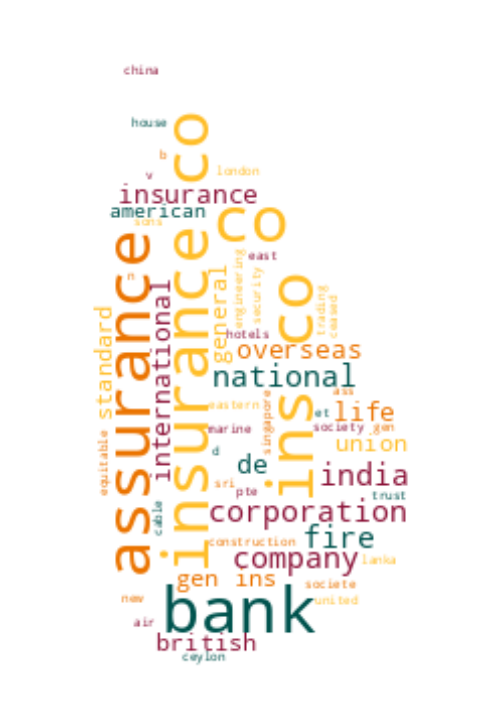 china
house
insurance co
b
london
v
insurance
american
co
sons
assurance
east
n
engineering
security
general
international
ins co
trading
ceased
standard
hotels
overseas
national
ass
eastern
singapore
et
life
equitable
marine
society
gen
union
d
de
india
sri
pte
trust
cable
corporation
construction
fire
company
lanka
gen ins
societe
bank
new
united
air
british
ceylon